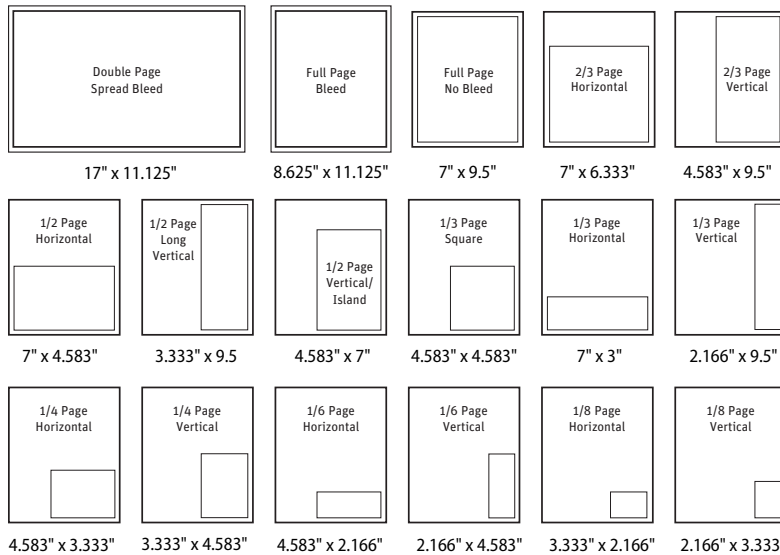 Double Page
Spread Bleed
17" x 11.125"
Full Page
Bleed
8.625" x 11.125"
Full Page
No Bleed
7" x 9.5"
2/3 Page
Horizontal
7" x 6.333"
2/3 Page
Vertical
4.583" x 9.5"
1/2 Page
Horizontal
7" x 4.583"
1/2 Page
Long
Vertical
3.333" x 9.5
1/2 Page
Vertical/
Island
4.583" x 7"
1/3 Page
Square
4.583" x 4.583"
1/3 Page
Horizontal
7" x 3"
1/3 Page
Vertical
2.166" x 9.5"
1/4 Page
Horizontal
4.583" x 3.333"
1/4 Page
Vertical
3.333" x 4.583"
1/6 Page
Horizontal
4.583" x 2.166"
1/6 Page
Vertical
2.166" x 4.583"
1/8 Page
Horizontal
3.333" x 2.166"
1/8 Page
Vertical
2.166" x 3.333